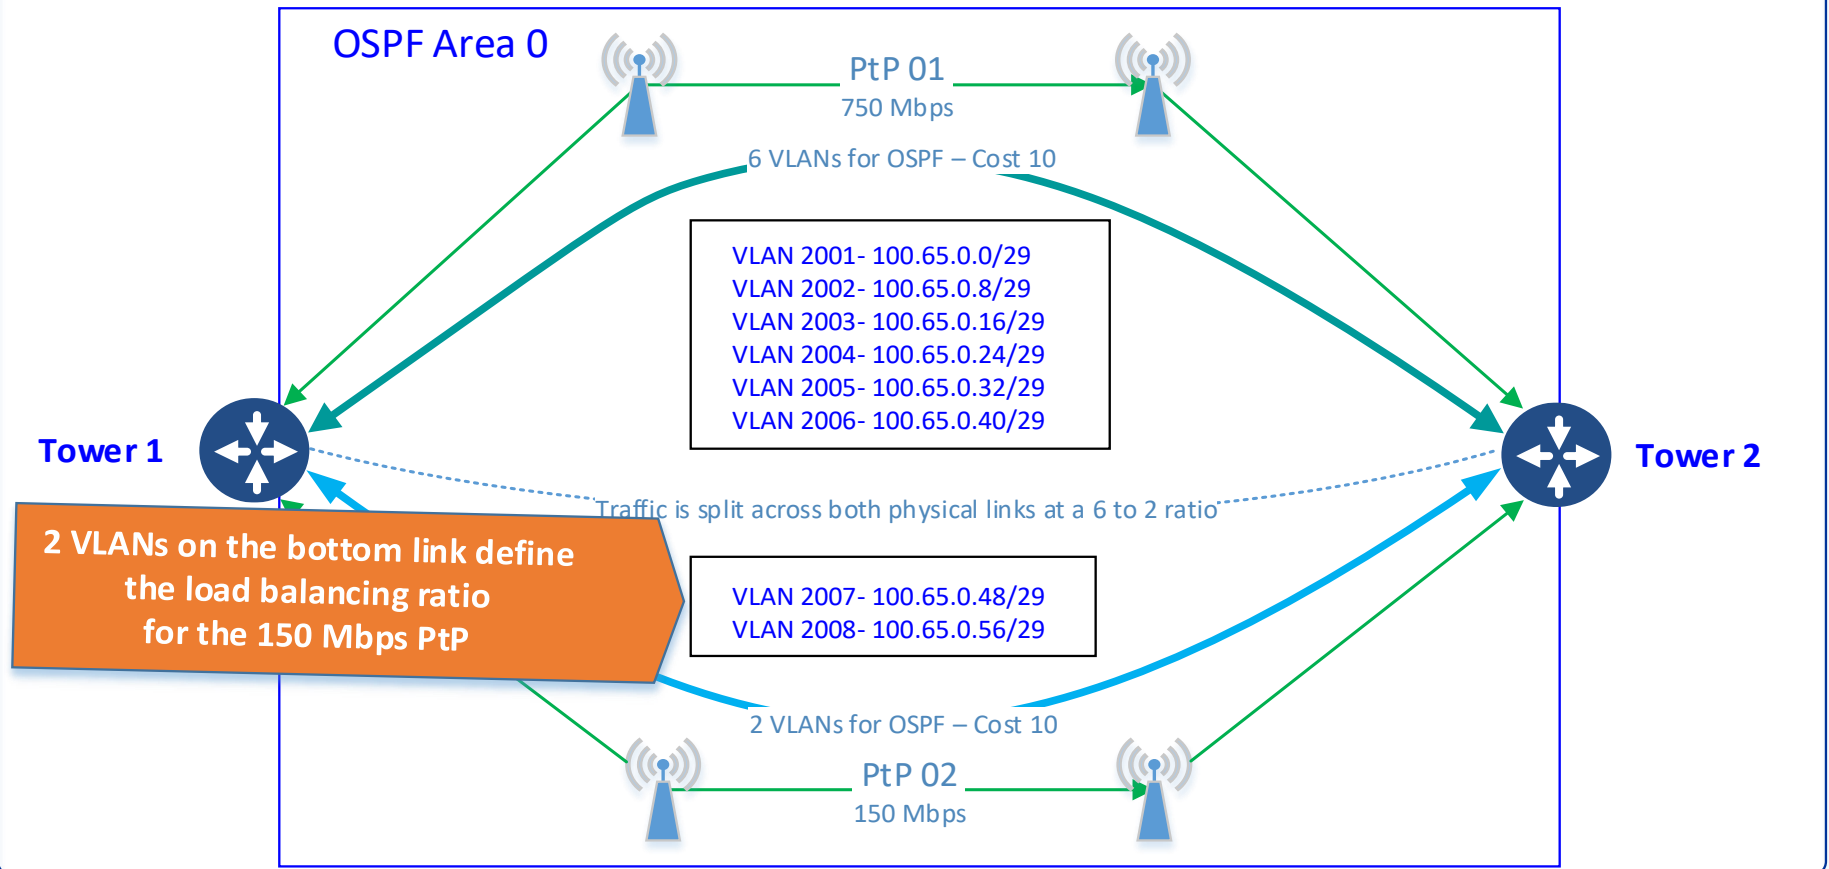 OSPF Area 0
PtP 01
750 Mbps
6 VLANs for OSPF – Cost 10
VLAN 2001- 100.65.0.0/29
VLAN 2002- 100.65.0.8/29
VLAN 2003- 100.65.0.16/29
VLAN 2004- 100.65.0.24/29
VLAN 2005- 100.65.0.32/29
VLAN 2006- 100.65.0.40/29
Tower 1
Tower 2
Traffic is split across both physical links at a 6 to 2 ratio
2 VLANs on the bottom link define
the load balancing ratio
for the 150 Mbps PtP
VLAN 2007- 100.65.0.48/29
VLAN 2008- 100.65.0.56/29
2 VLANs for OSPF – Cost 10
PtP 02
150 Mbps